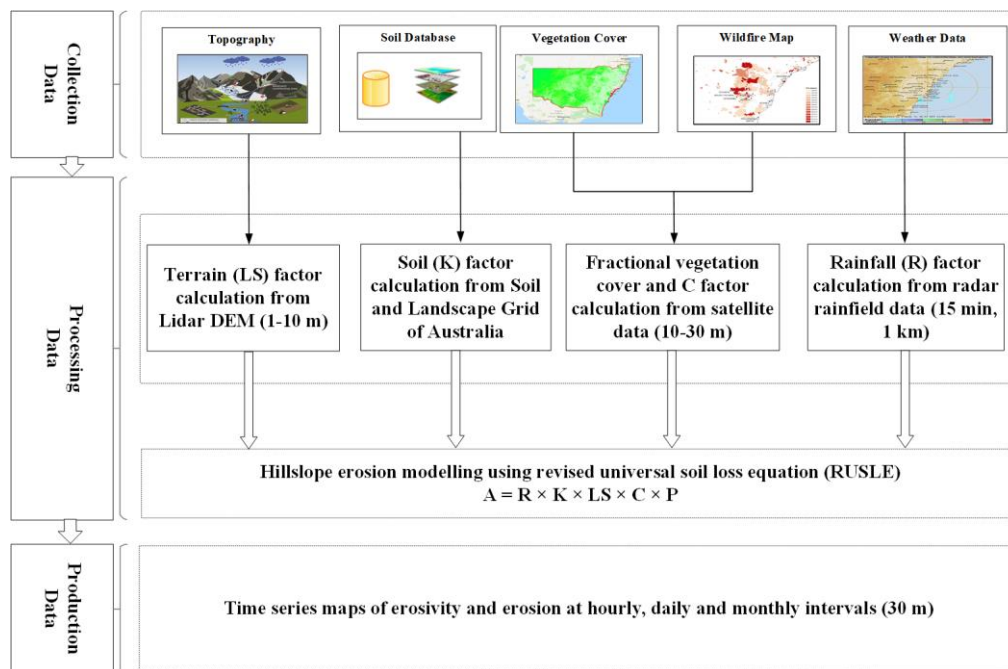 Collection
Data
Topography
Soil Database
Vegetation Cover
Wildfire Map
Weather Data
Processing
Data
Terrain (LS) factor
calculation from
Lidar DEM (1-10 m)
Soil (K) factor
calculation from Soil
and Landscape Grid
of Australia
Fractional vegetation
cover and C factor
calculation from satellite
data (10-30 m)
Rainfall (R) factor
calculation from radar
rainfield data (15 min,
1 km)
Hillslope erosion modelling using revised universal soil loss equation (RUSLE)
A = R × K × LS × C × P
Production
Data
Time series maps of erosivity and erosion at hourly, daily and monthly intervals (30 m)